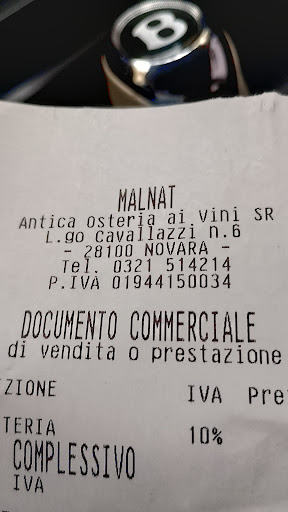 B
MALNAT
Antica Osteria ai Vini SR
L.go Cavallazzi n.6
- 28100 NOVARA -
Tel. 0321 514214
P.IVA 01944150034
DOCUMENTO COMMERCIALE
di vendita o prestazione
ZIONE IVA Pre
TERIA 10%
COMPLESSIVO
IVA